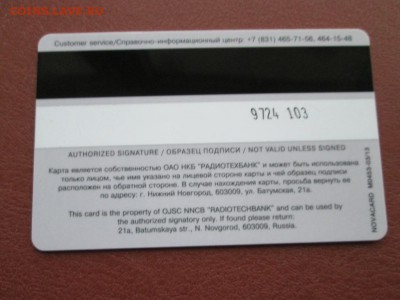 Customer service/Справочно-информационный центр: +7 (831) 465-71-56, 464-15-48
9724 103
AUTHORIZED SIGNATURE / ОБРАЗЕЦ ПОДПИСИ / NOT VALID UNLESS SIGNED
Карта является собственностью ОАО НКБ "РАДИОТЕХБАНК" и может быть использована
только лицом, чье имя указано на лицевой стороне карты и чей образец подписи
расположен на обратной стороне. В случае нахождения карты, просьба вернуть ее
по адресу: г. Нижний Новгород, 603009, ул. Батумская, 21а.
This card is the property of OJSC NNCB "RADIOTECHBANK" and can be used by
the authorized signatory only. If found please return:
21a, Batumskaya str., N. Novgorod, 603009, Russia.
NOVACARD M0463-03/13